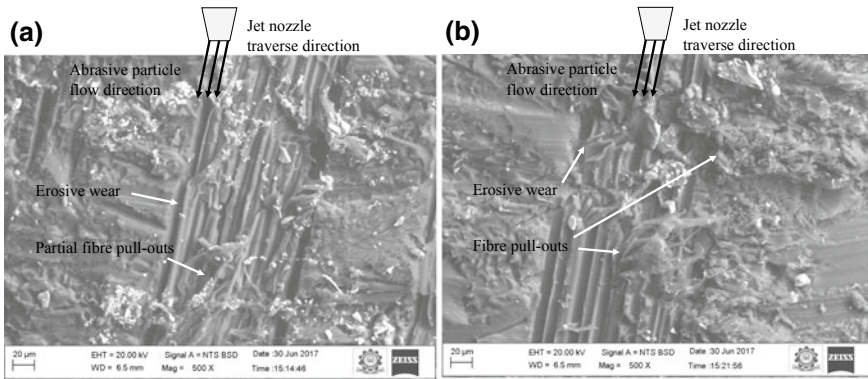 (a)
Jet nozzle
traverse direction
Abrasive particle
flow direction
Erosive wear
Partial fibre pull-outs
20 µm
EHT = 20.00 kV Signal A = NTS BSD Date :30 Jun 2017
WD = 6.5 mm Mag = 500 X Time :15:14:46
ZEISS
(b)
Jet nozzle
traverse direction
Abrasive particle
flow direction
Erosive wear
Fibre pull-outs
20 µm
EHT = 20.00 kV Signal A = NTS BSD Date :30 Jun 2017
WD = 6.5 mm Mag = 500 X Time :15:21:56
ZEISS